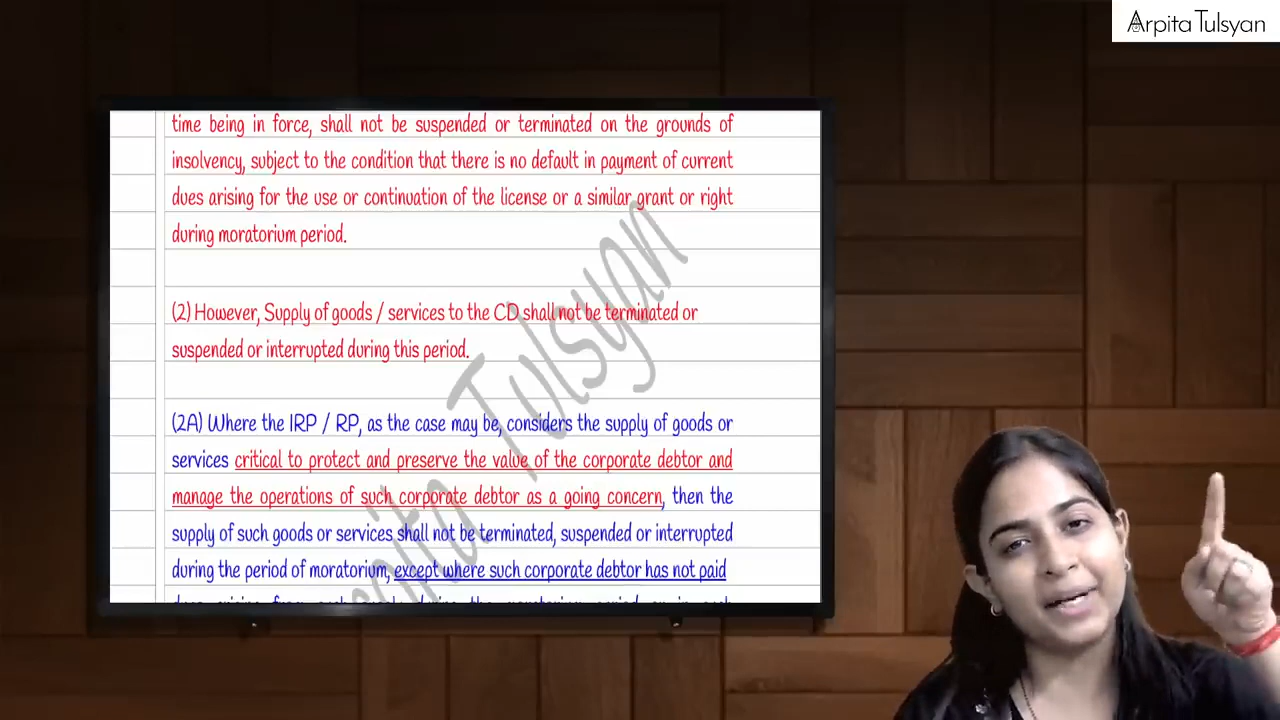 Arpita Tulsyan
time being in force, shall not be suspended or terminated on the grounds of
insolvency, subject to the condition that there is no default in payment of current
dues arising for the use or continuation of the license or a similar grant or right
during moratorium period.
(2) However, Supply of goods / services to the CD shall not be terminated or
suspended or interrupted during this period.
(2A) Where the IRP / RP, as the case may be, considers the supply of goods or
services critical to protect and preserve the value of the corporate debtor and
manage the operations of such corporate debtor as a going concern, then the
supply of such goods or services shall not be terminated, suspended or interrupted
during the period of moratorium, except where such corporate debtor has not paid
Tulsyan